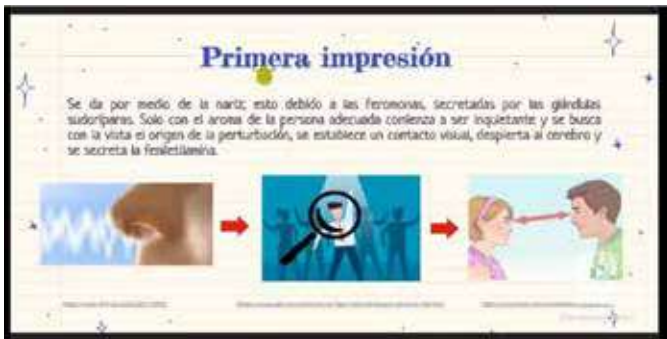 Primera impresión
Se da por medio de la nariz; esto debido a las feromonas, secretadas por las glándulas
sudoríparas. Solo con el aroma de la persona adecuada comienza a ser inquietante y se busca
con la vista el origen de la perturbación, se establece un contacto visual, despierta al cerebro y
se secreta la feniletilamina.